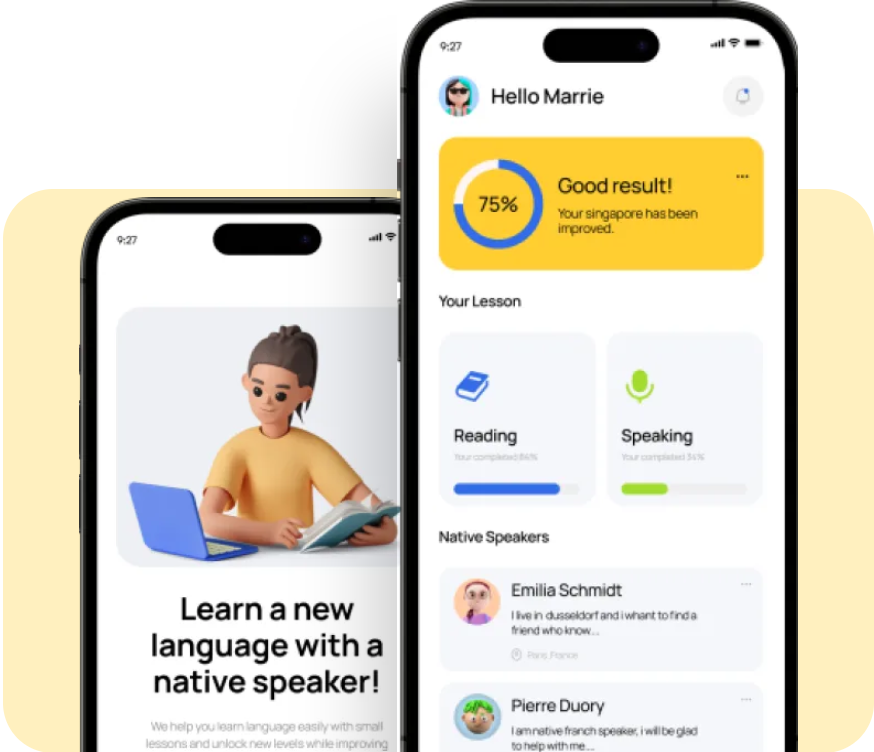 9:27
Learn a new
language with a
native speaker!
We help you learn language easily with small
lessons and unlock new levels while improving
9:27
Hello Marrie
75%
Good result!
Your singapore has been
improved.
Your Lesson
Reading
Your completed 84%
Speaking
Your completed 34%
Native Speakers
Emilia Schmidt
I live in dusseldorf and i whant to find a
friend who know...
Paris, France
Pierre Duory
I am native franch speaker, i will be glad
to help with me....